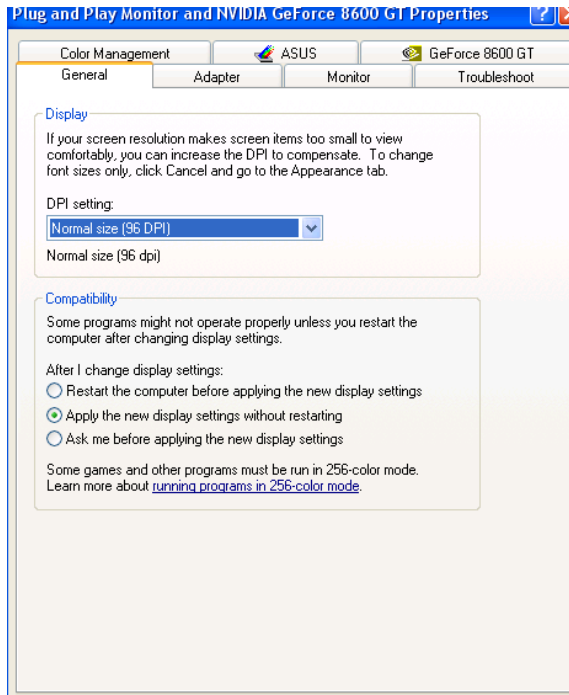 Plug and Play Monitor and NVIDIA GeForce 8600 GT Properties
Color Management
ASUS
GeForce 8600 GT
General
Adapter
Monitor
Troubleshoot
Display
If your screen resolution makes screen items too small to view
comfortably, you can increase the DPI to compensate. To change
font sizes only, click Cancel and go to the Appearance tab.
DPI setting:
Normal size (96 DPI)
Normal size (96 dpi)
Compatibility
Some programs might not operate properly unless you restart the
computer after changing display settings.
After I change display settings:
Restart the computer before applying the new display settings
Apply the new display settings without restarting
Ask me before applying the new display settings
Some games and other programs must be run in 256-color mode.
Learn more about running programs in 256-color mode.